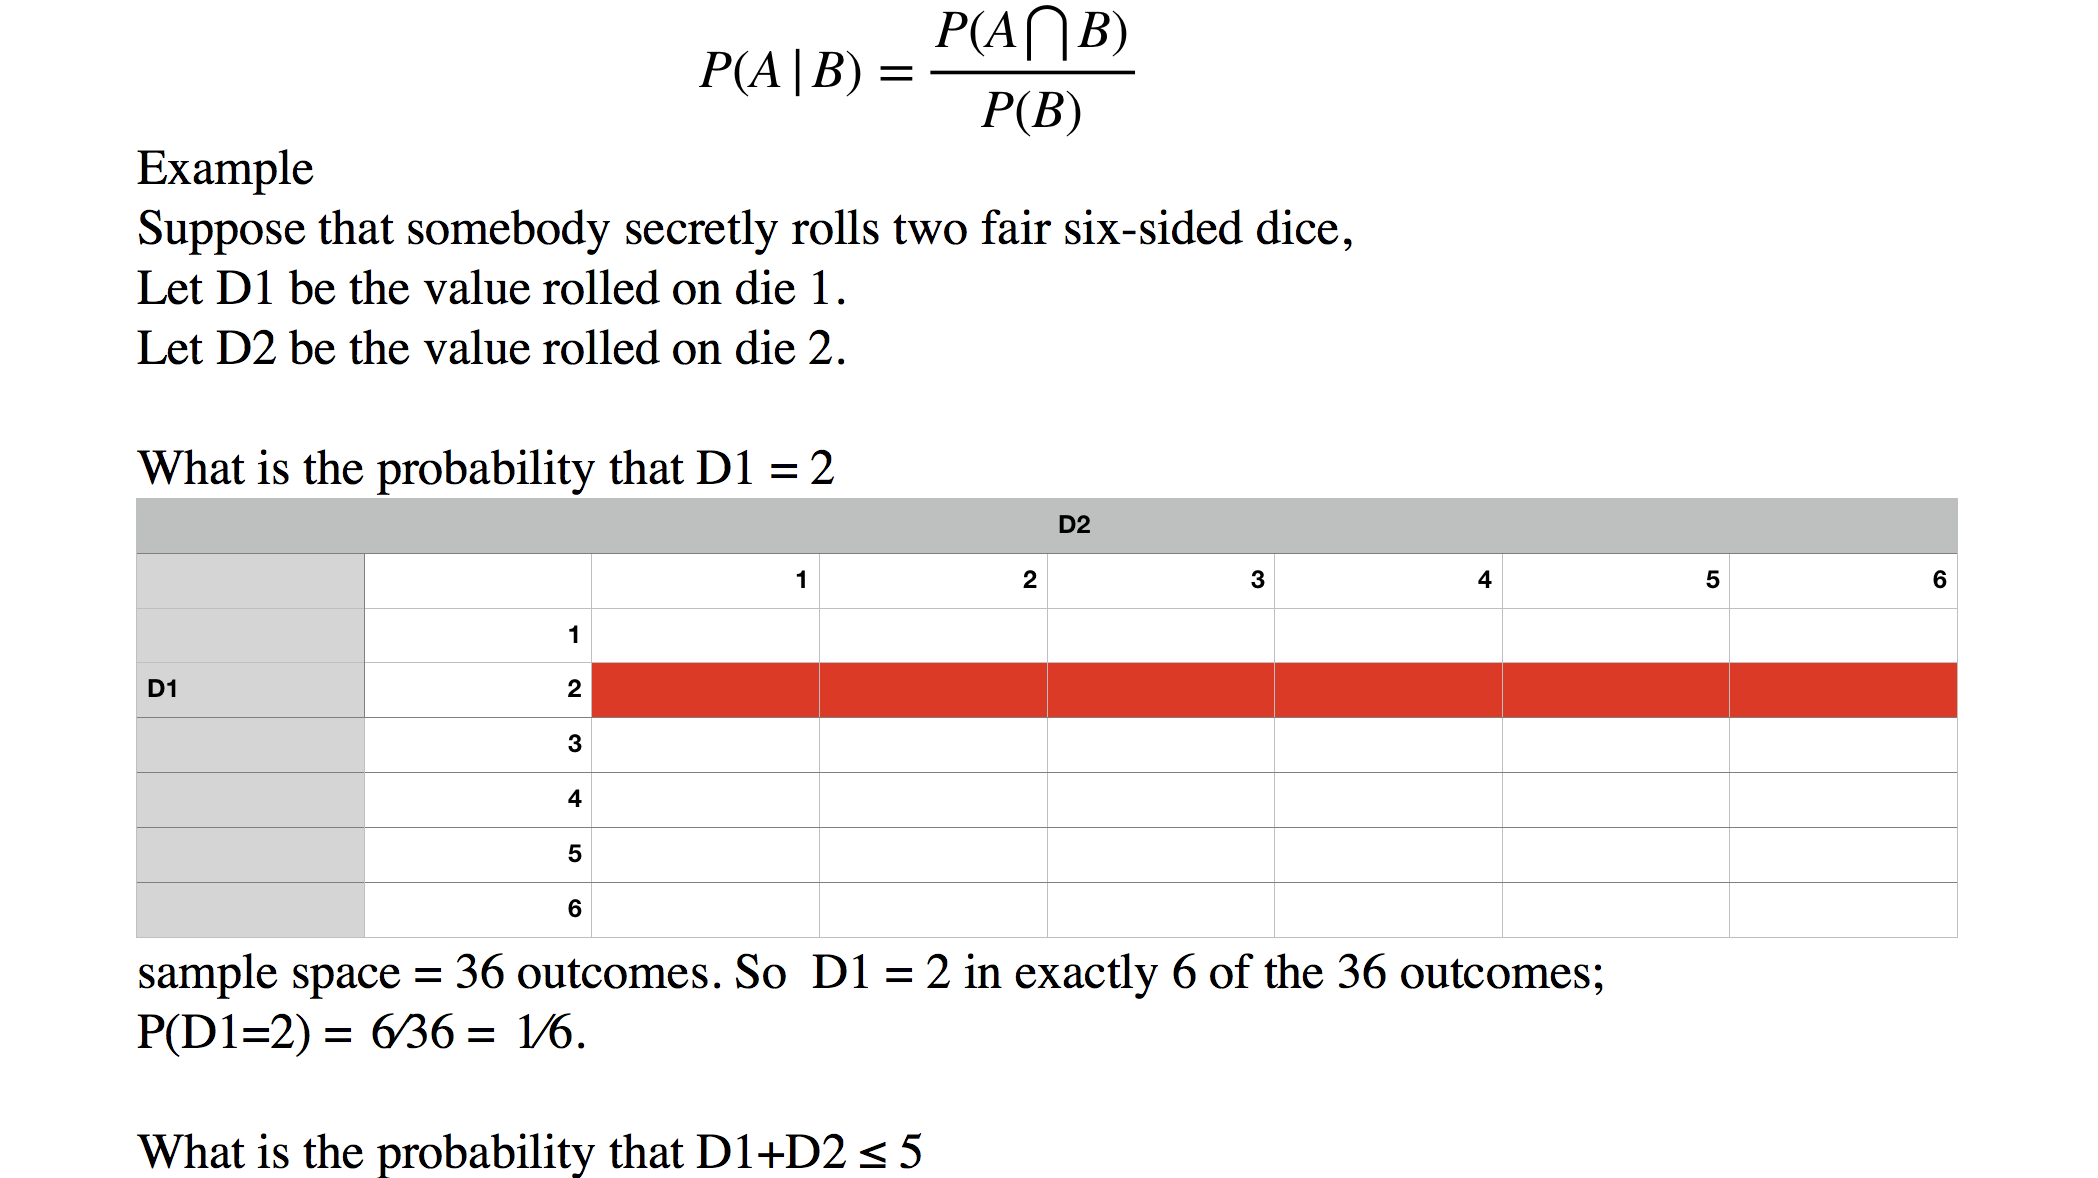 P(A|B) = P(A⋂B) / P(B)
Example
Suppose that somebody secretly rolls two fair six-sided dice,
Let D1 be the value rolled on die 1.
Let D2 be the value rolled on die 2.
What is the probability that D1 = 2
D2
1 2 3 4 5 6
1
D1 2
3
4
5
6
sample space = 36 outcomes. So D1 = 2 in exactly 6 of the 36 outcomes;
P(D1=2) = 6⁄36 = 1⁄6.
What is the probability that D1+D2 ≤ 5